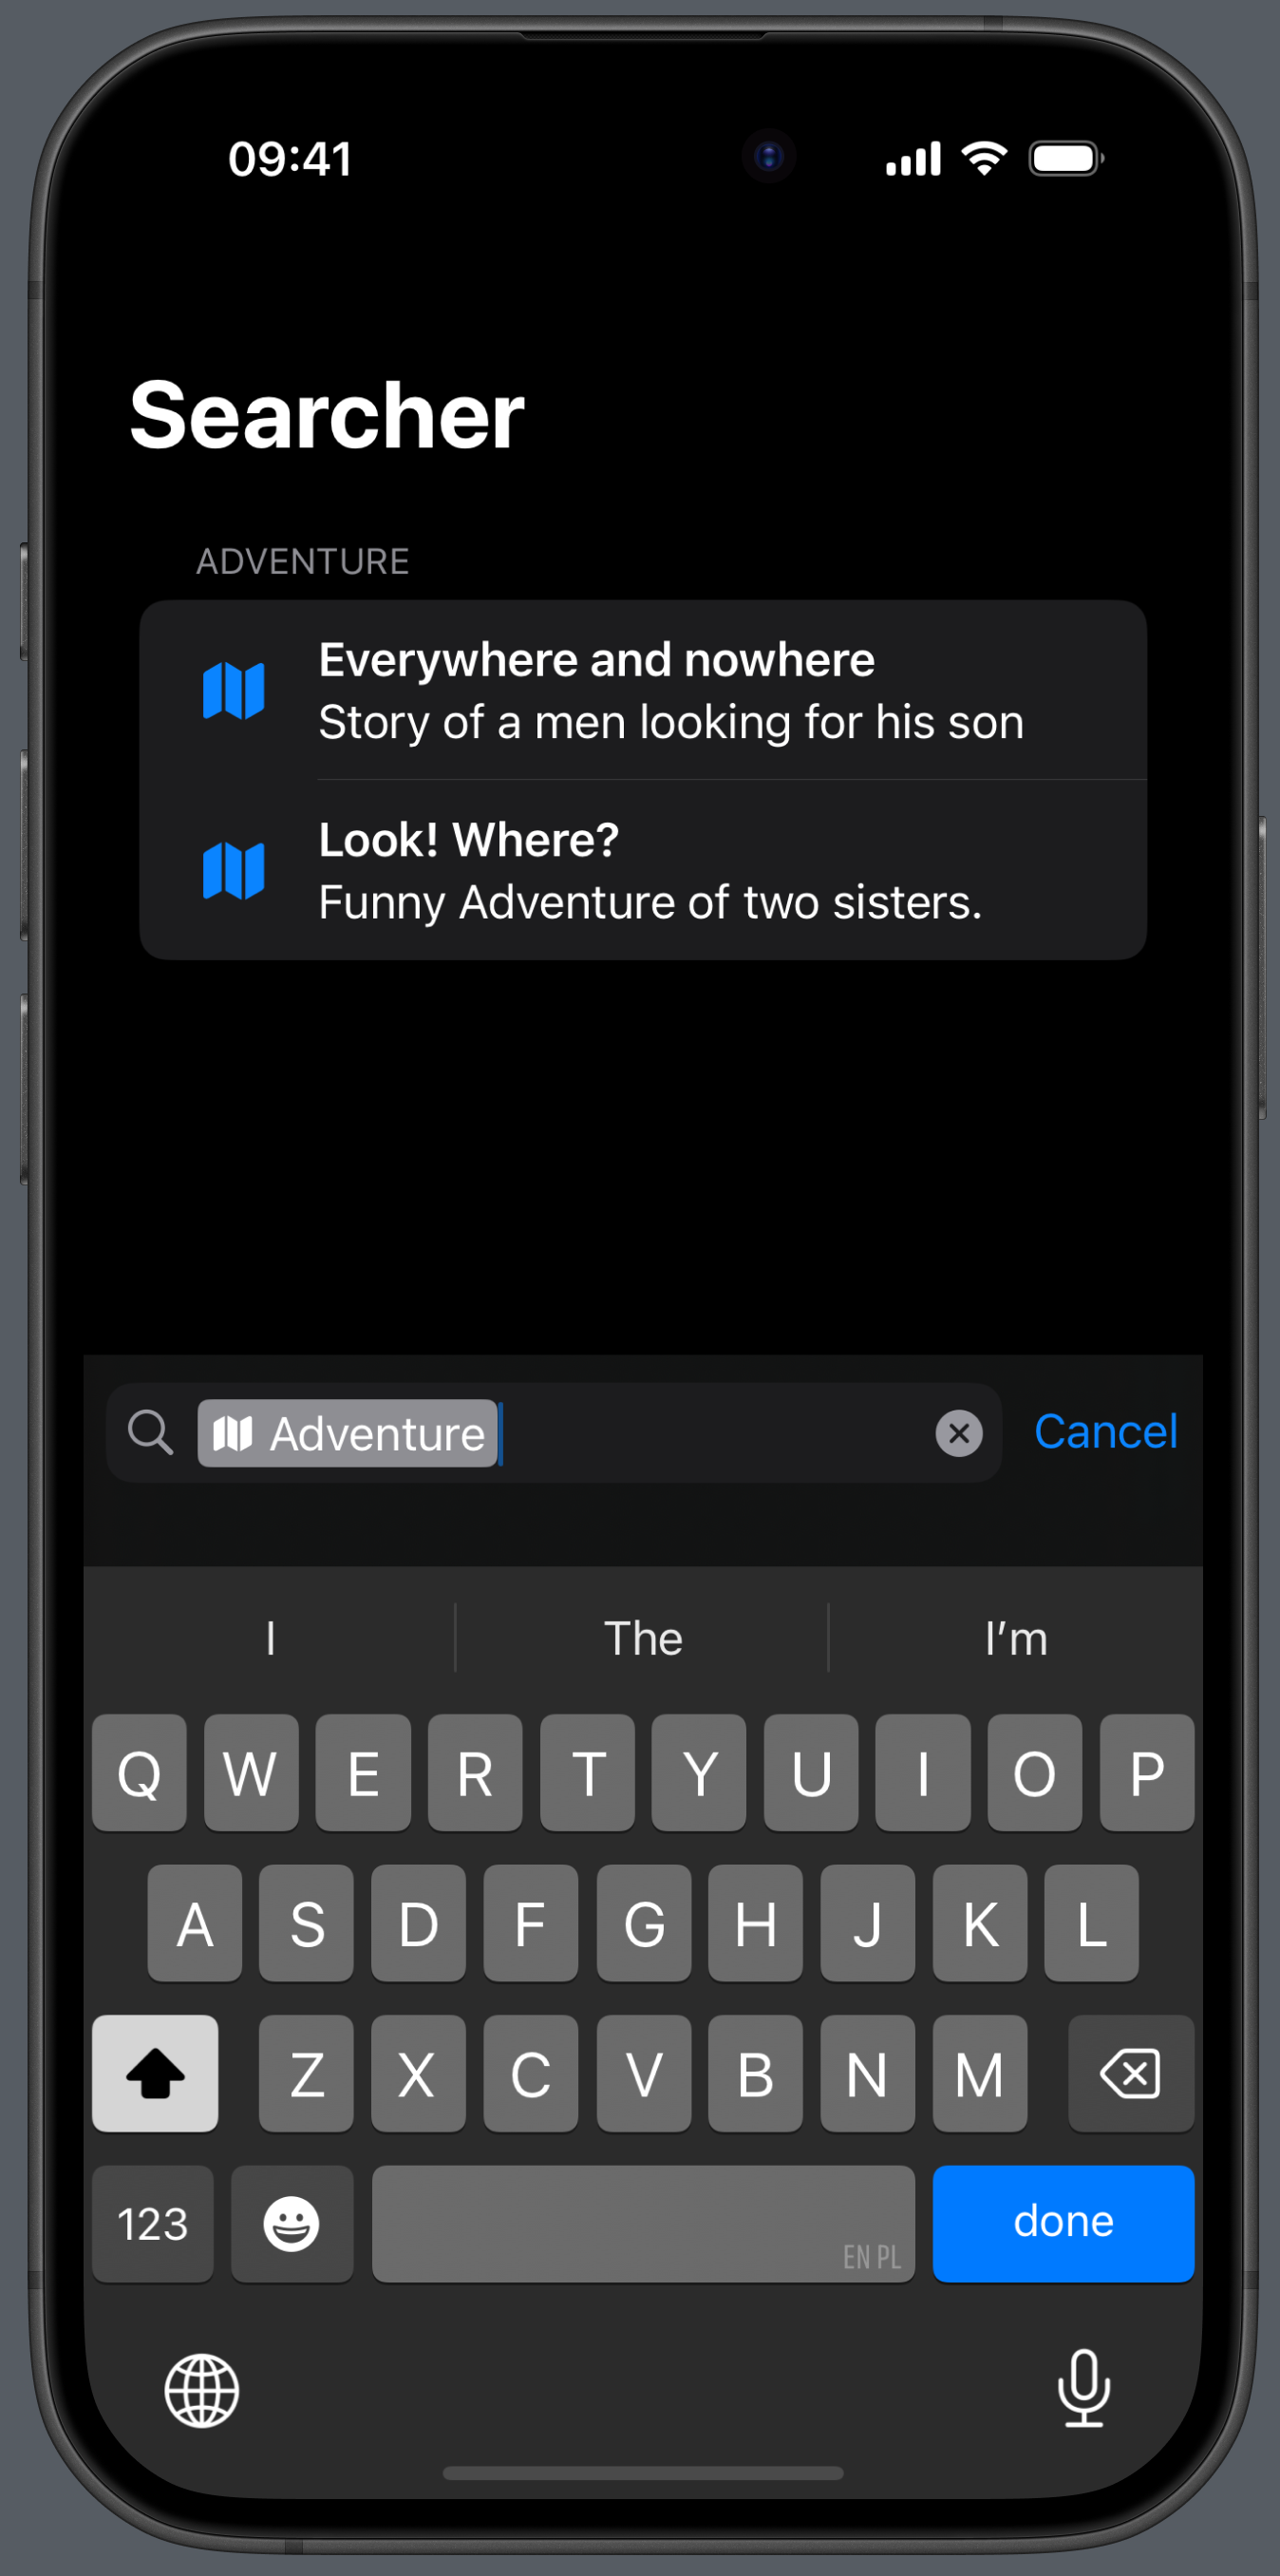 09:41
Searcher
ADVENTURE
Everywhere and nowhere
Story of a men looking for his son
Look! Where?
Funny Adventure of two sisters.
Adventure
Cancel
I The I’m
Q W E R T Y U I O P
A S D F G H J K L
Z X C V B N M
123 EN PL done